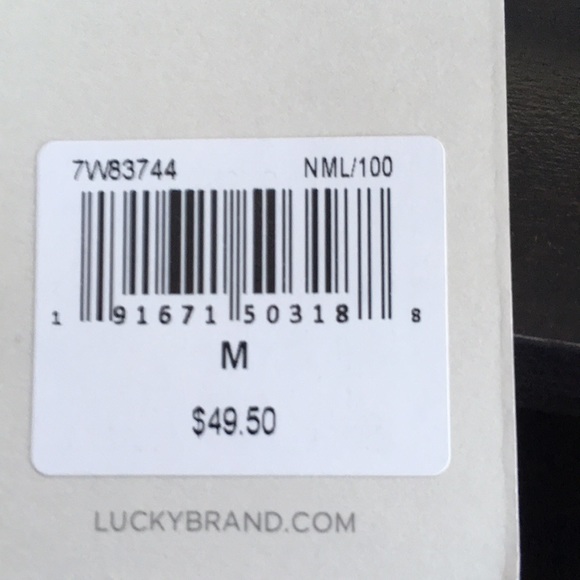 7W83744 NML/100
1 91671 50318 8
M
$49.50
LUCKYBRAND.COM